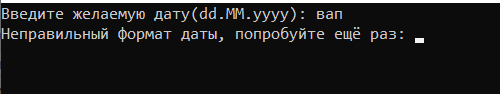 Введите желаемую дату(dd.MM.yyyy): вап
Неправильный формат даты, попробуйте ещё раз: